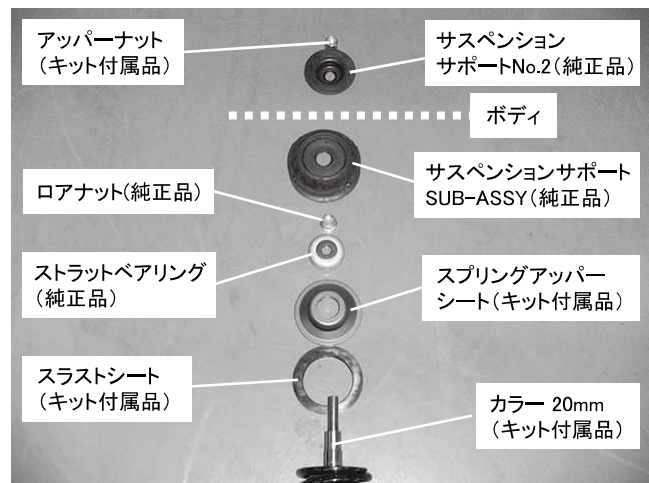 アッパーナット
（キット付属品）
サスペンション
サポートNo.2（純正品）
ボディ
サスペンションサポート
SUB-ASSY（純正品）
ロアナット（純正品）
ストラットベアリング
（純正品）
スプリングアッパー
シート（キット付属品）
スラストシート
（キット付属品）
カラー 20mm
（キット付属品）